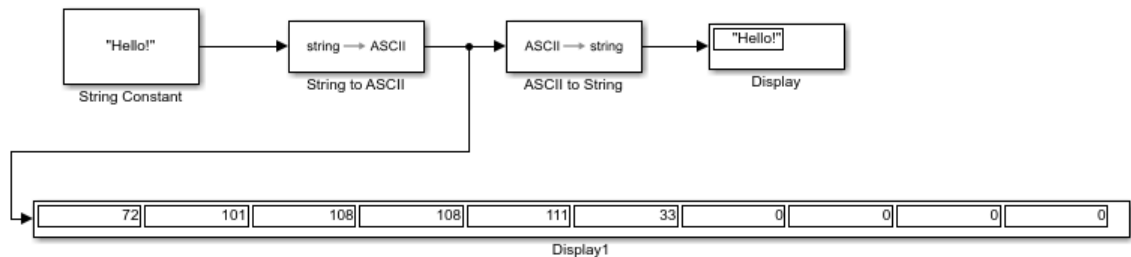 "Hello!"
String Constant
string → ASCII
String to ASCII
ASCII → string
ASCII to String
"Hello!"
Display
72 101 108 108 111 33 0 0 0 0
Display1